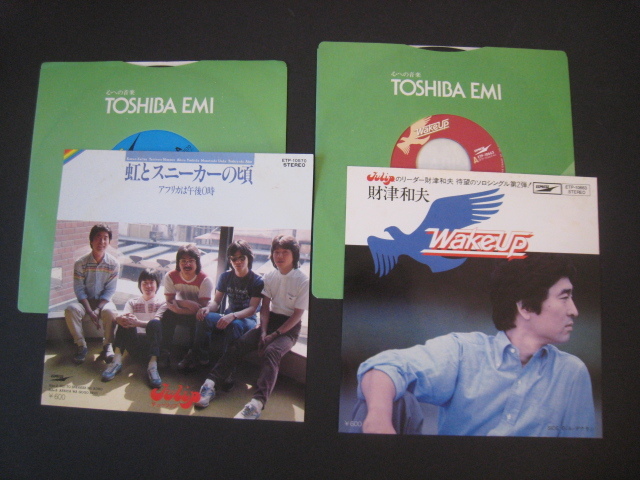 心への音楽
TOSHIBA EMI
心への音楽
TOSHIBA EMI
WakeUp
ETP-10670
STEREO
虹とスニーカーの頃
アフリカは午後0時
Tulip
¥600
Tulipのリーダー財津和夫 待望のソロシングル第2弾!
財津和夫
STEREO
WakeUp
¥600